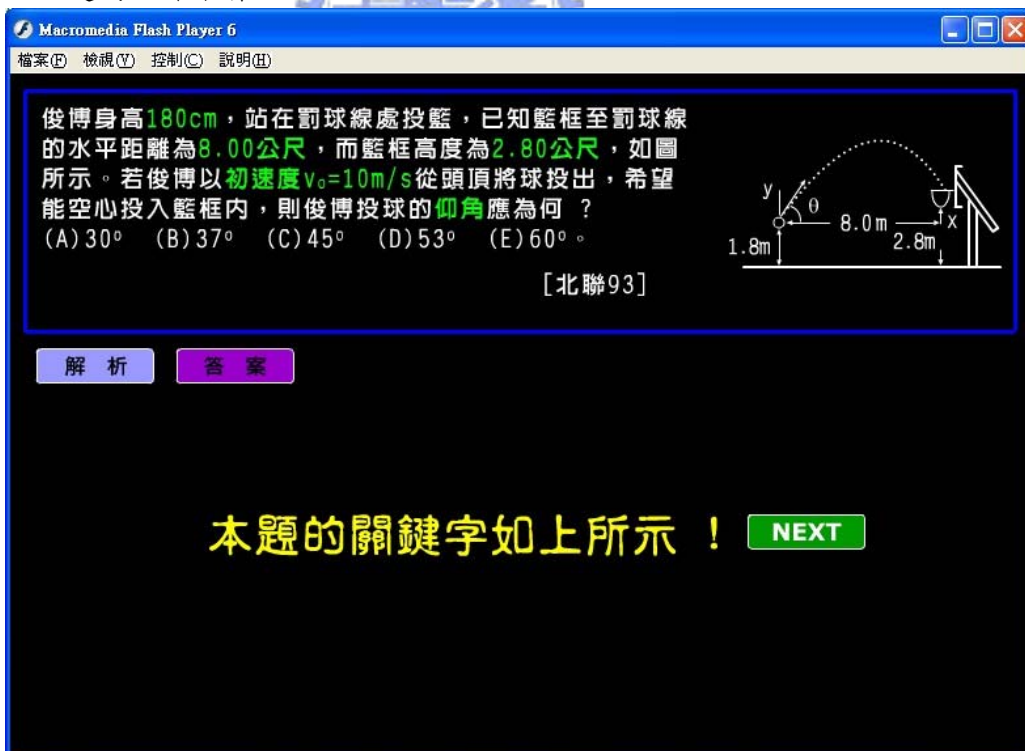 Macromedia Flash Player 6
檔案(F) 檢視(V) 控制(C) 說明(H)
俊博身高180cm，站在罰球線處投籃，已知籃框至罰球線
的水平距離為8.00公尺，而籃框高度為2.80公尺，如圖
所示。若俊博以初速度v₀=10m/s從頭頂將球投出，希望
能空心投入籃框內，則俊博投球的仰角應為何 ？
(A)30° (B)37° (C)45° (D)53° (E)60°。
[北聯93]
y
θ
8.0m
x
1.8m
2.8m
解 析
答 案
本題的關鍵字如上所示 ！
NEXT